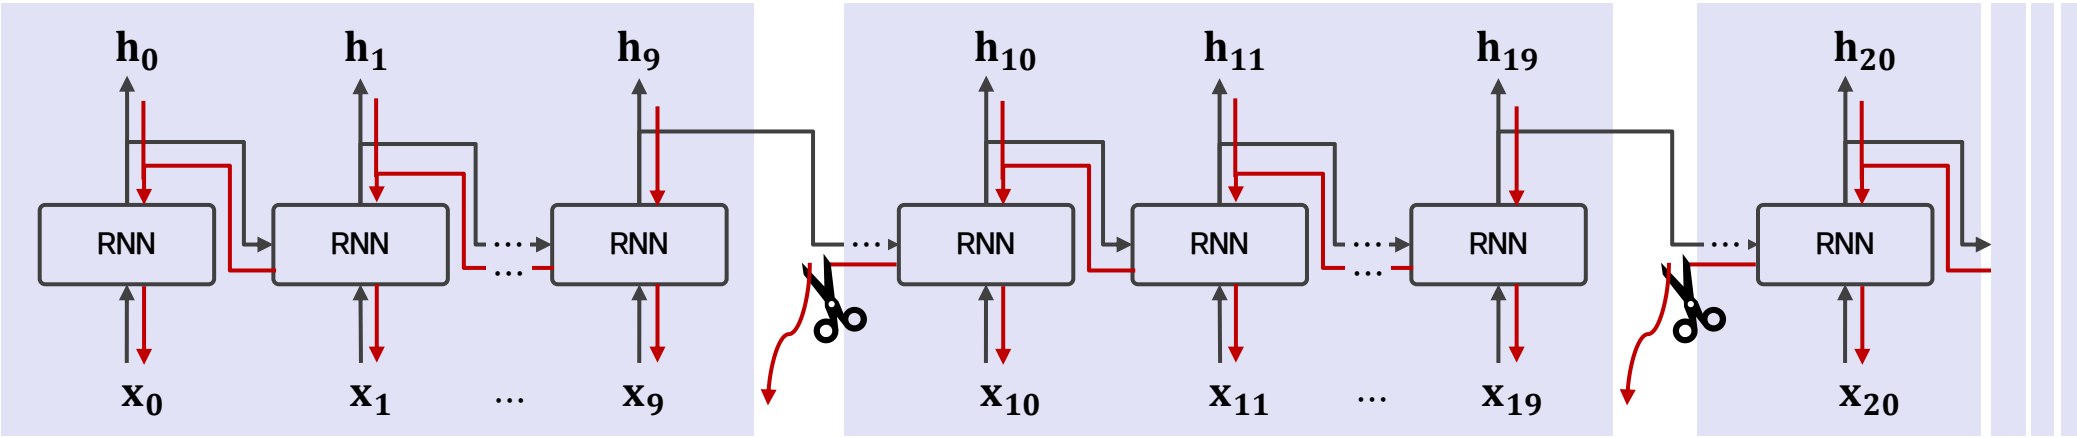 h₀ h₁ h₉ h₁₀ h₁₁ h₁₉ h₂₀
RNN RNN ... RNN ... RNN RNN ... RNN ... RNN
... ...
x₀ x₁ ... x₉ x₁₀ x₁₁ ... x₁₉ x₂₀